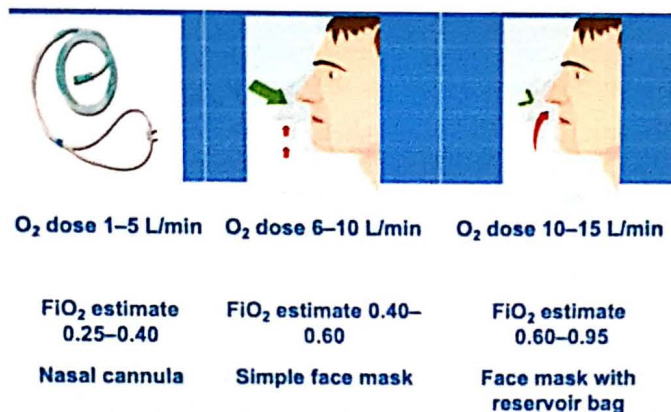 O₂ dose 1–5 L/min
O₂ dose 6–10 L/min
O₂ dose 10–15 L/min
FiO₂ estimate
0.25–0.40
FiO₂ estimate 0.40–
0.60
FiO₂ estimate
0.60–0.95
Nasal cannula
Simple face mask
Face mask with
reservoir bag